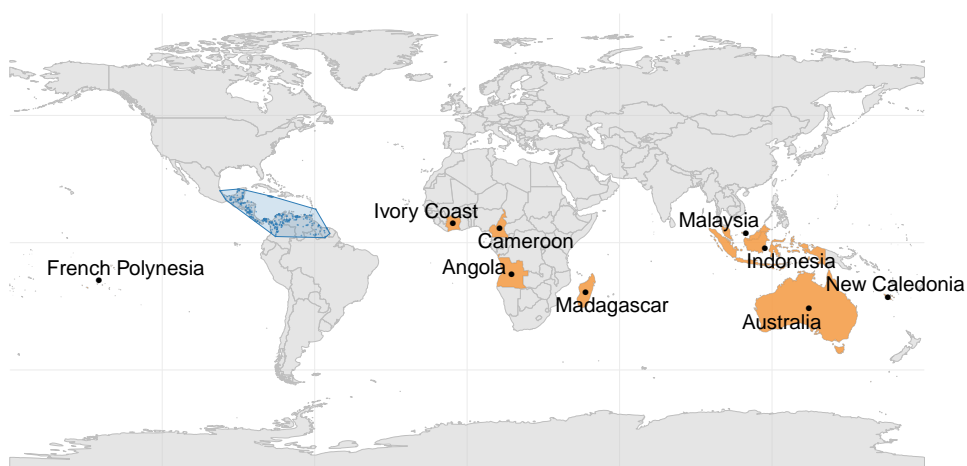 Ivory Coast
Malaysia
Cameroon
Indonesia
French Polynesia
Angola
New Caledonia
Madagascar
Australia